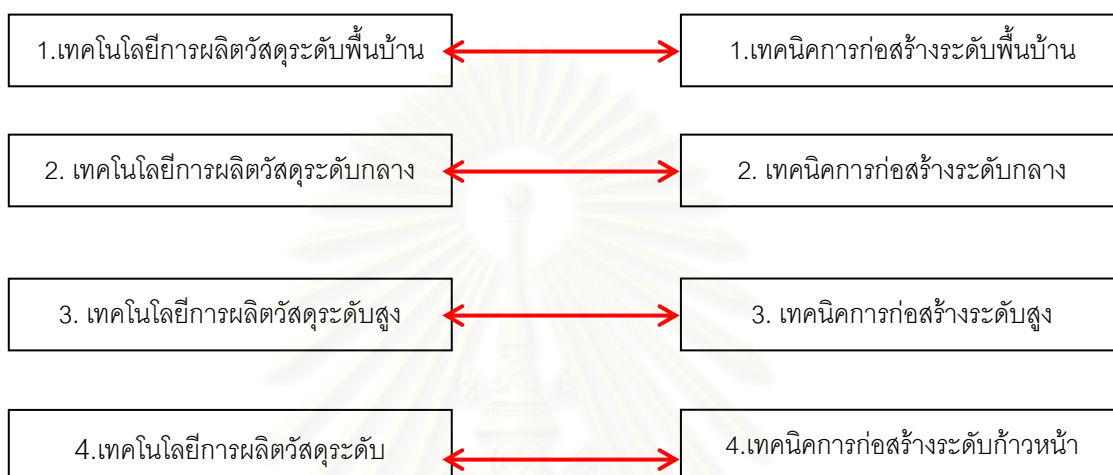 1.เทคโนโลยีการผลิตวัสดุระดับพื้นบ้าน
1.เทคนิคการก่อสร้างระดับพื้นบ้าน
2. เทคโนโลยีการผลิตวัสดุระดับกลาง
2. เทคนิคการก่อสร้างระดับกลาง
3. เทคโนโลยีการผลิตวัสดุระดับสูง
3. เทคนิคการก่อสร้างระดับสูง
4.เทคโนโลยีการผลิตวัสดุระดับ
4.เทคนิคการก่อสร้างระดับก้าวหน้า